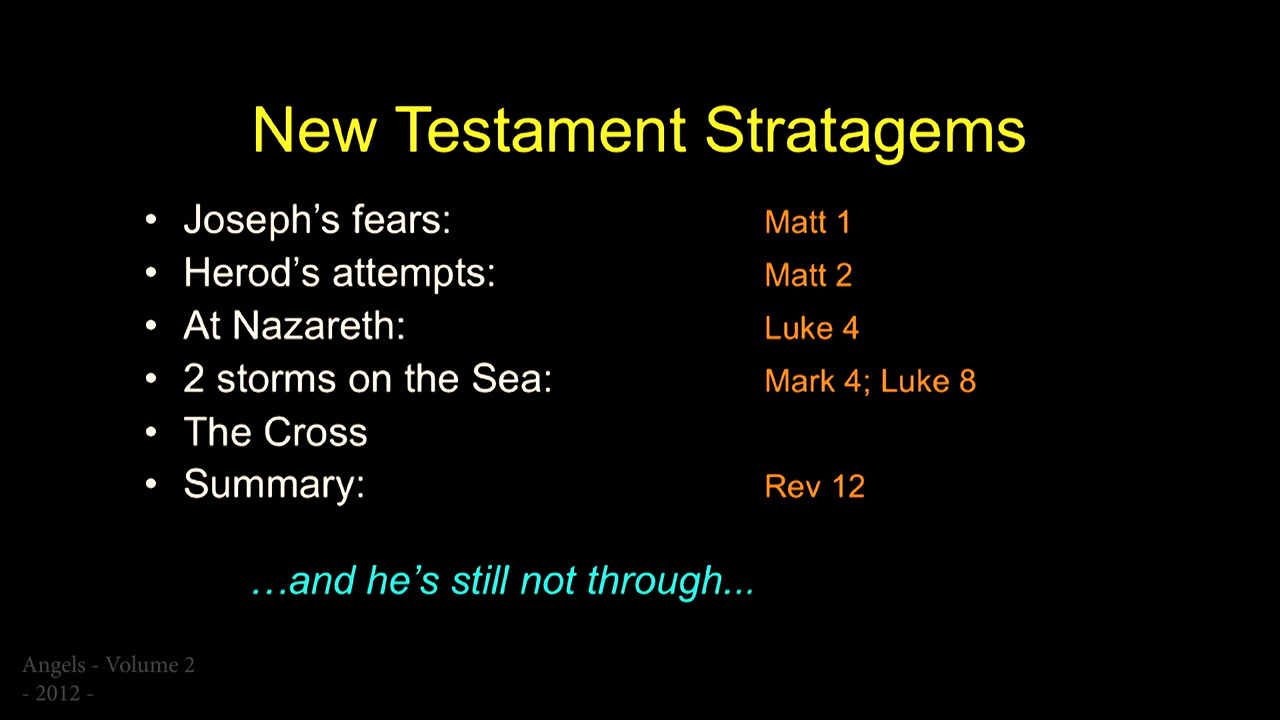 New Testament Stratagems
• Joseph’s fears: Matt 1
• Herod’s attempts: Matt 2
• At Nazareth: Luke 4
• 2 storms on the Sea: Mark 4; Luke 8
• The Cross
• Summary: Rev 12
…and he’s still not through...
Angels - Volume 2
- 2012 -